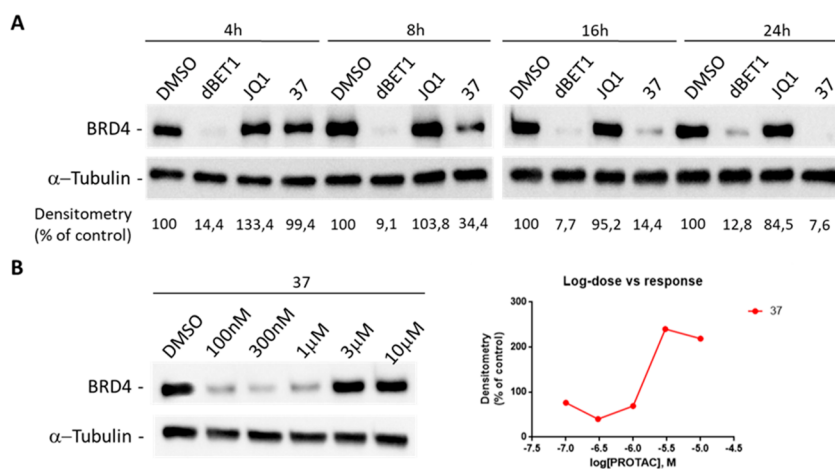 A
4h 8h 16h 24h
DMSO dBET1 JQ1 37 DMSO dBET1 JQ1 37 DMSO dBET1 JQ1 37 DMSO dBET1 JQ1 37
BRD4 -
α–Tubulin -
Densitometry
(% of control)
100 14,4 133,4 99,4 100 9,1 103,8 34,4 100 7,7 95,2 14,4 100 12,8 84,5 7,6
B
37
DMSO 100nM 300nM 1μM 3μM 10μM
BRD4 -
α–Tubulin -
Log-dose vs response
37
Densitometry
(% of control)
300
200
100
0
-7.5 -7.0 -6.5 -6.0 -5.5 -5.0 -4.5
log[PROTAC], M